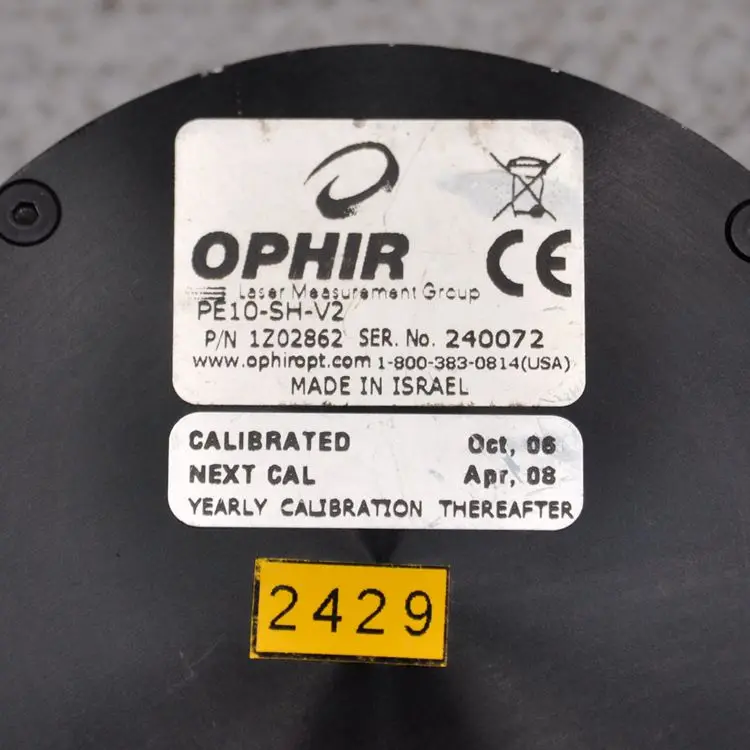 OPHIR
CE
Laser Measurement Group
PE10-SH-V2
P/N 1Z02862 SER. No. 240072
www.ophiropt.com 1-800-383-0814(USA)
MADE IN ISRAEL
CALIBRATED Oct, 06
NEXT CAL Apr, 08
YEARLY CALIBRATION THEREAFTER
2429